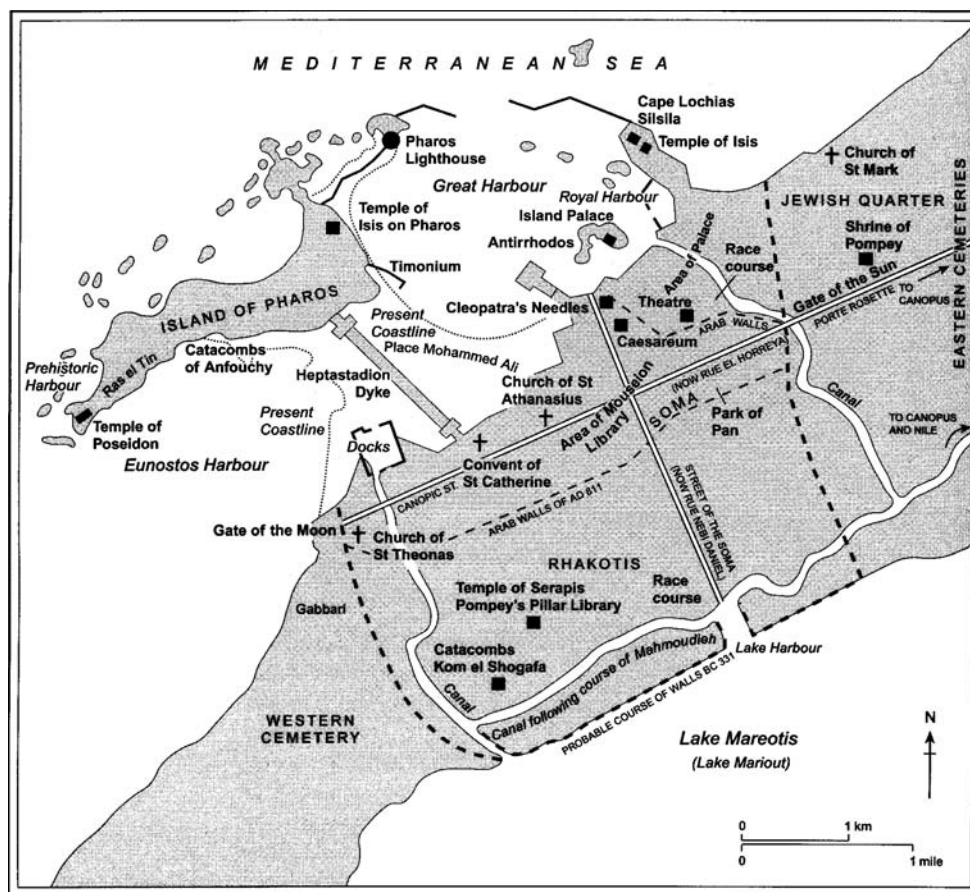 MEDITERRANEAN SEA
Cape Lochias
Silsila
Temple of Isis
Pharos
Lighthouse
Great Harbour
Church of
St Mark
Royal Harbour
JEWISH QUARTER
Island Palace
Temple of
Isis on Pharos
Shrine of
Pompey
Antirrhodos
Area of Palace
Race
course
EASTERN CEMETERIES
Timonium
Gate of the Sun
TO
CANOPUS
PORTE ROSETTE
ISLAND OF PHAROS
Cleopatra's Needles
Theatre
ARAB WALLS
Present
Coastline
Caesareum
Place Mohammed Ali
(NOW RUE EL HORREYA)
Prehistoric
Harbour
Ras el Tin
Catacombs
of Anfouchy
Heptastadion
Dyke
Church of St
Athanasius
Area of Mouseion
Library
SOMA
Park of
Pan
Canal
Temple of
Poseidon
Present
Coastline
TO CANOPUS
AND NILE
Eunostos Harbour
Docks
Convent of
St Catherine
CANOPIC ST.
ARAB WALLS OF AD 811
STREET OF THE SOMA
(NOW RUE NEBI DANIEL)
Gate of the Moon
Church of
St Theonas
RHAKOTIS
Temple of Serapis
Pompey's Pillar Library
Race
course
Gabbari
Catacombs
Kom el Shogafa
Lake Harbour
Canal
Canal following course of Mahmoudieh
PROBABLE COURSE OF WALLS BC 331
WESTERN
CEMETERY
Lake Mareotis
(Lake Mariout)
N
0 1 km
0 1 mile